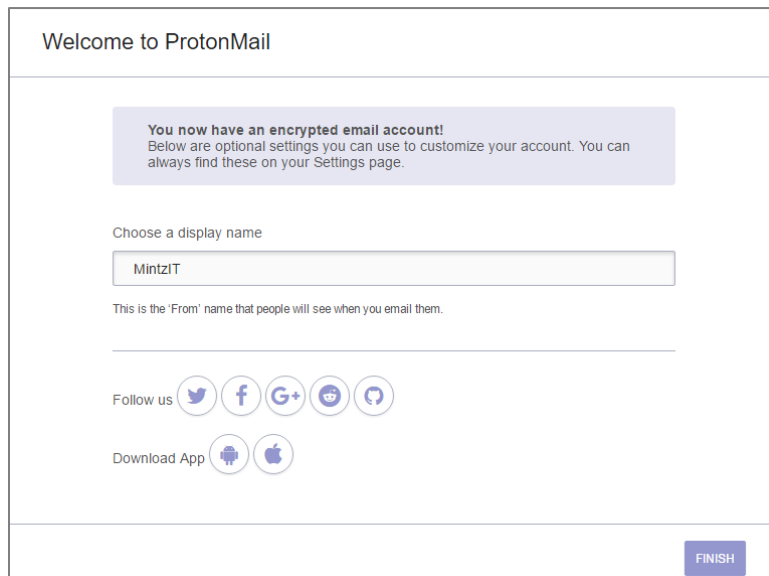 Welcome to ProtonMail
You now have an encrypted email account!
Below are optional settings you can use to customize your account. You can
always find these on your Settings page.
Choose a display name
MintzIT
This is the 'From' name that people will see when you email them.
Follow us
Download App
FINISH